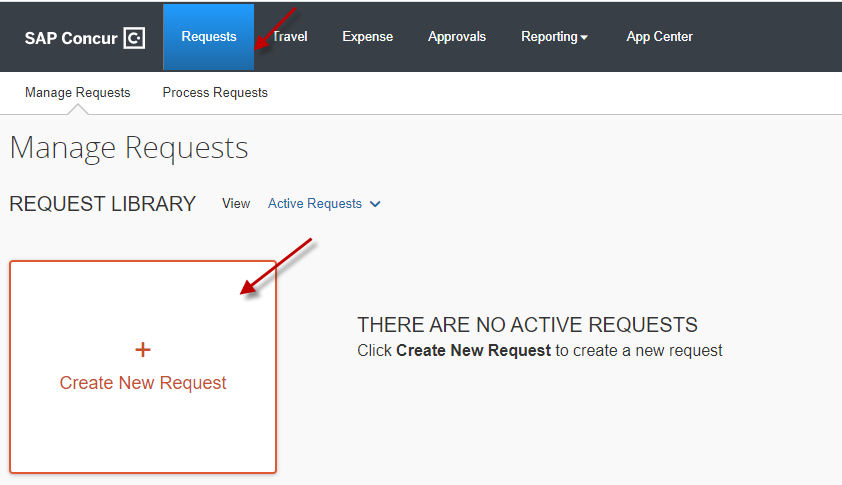 SAP Concur Requests Travel Expense Approvals Reporting App Center
Manage Requests Process Requests
Manage Requests
REQUEST LIBRARY View Active Requests
THERE ARE NO ACTIVE REQUESTS
Click Create New Request to create a new request
+
Create New Request